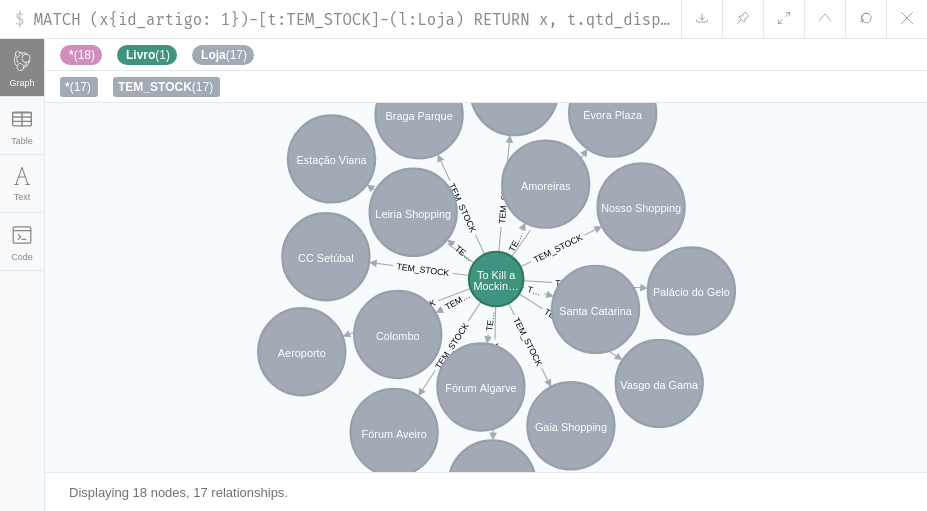 $ MATCH (x{id_artigo: 1})-[t:TEM_STOCK]-(l:Loja) RETURN x, t.qtd_disp…
Graph
Table
Text
Code
*(18) Livro(1) Loja(17)
*(17) TEM_STOCK(17)
Braga Parque
Évora Plaza
Estação Viana
Amoreiras
Leiria Shopping
Nosso Shopping
CC Setúbal
To Kill a
Mockin…
Palácio do Gelo
Santa Catarina
Colombo
Aeroporto
Fórum Algarve
Vasgo da Gama
Fórum Aveiro
Gaia Shopping
TEM_STOCK
TEM_S
TE…
TEM_STOCK
TE…
TEM_STOCK
T…
TEM…
K
TE…
TEM_STOCK
TEM_STOCK
Displaying 18 nodes, 17 relationships.